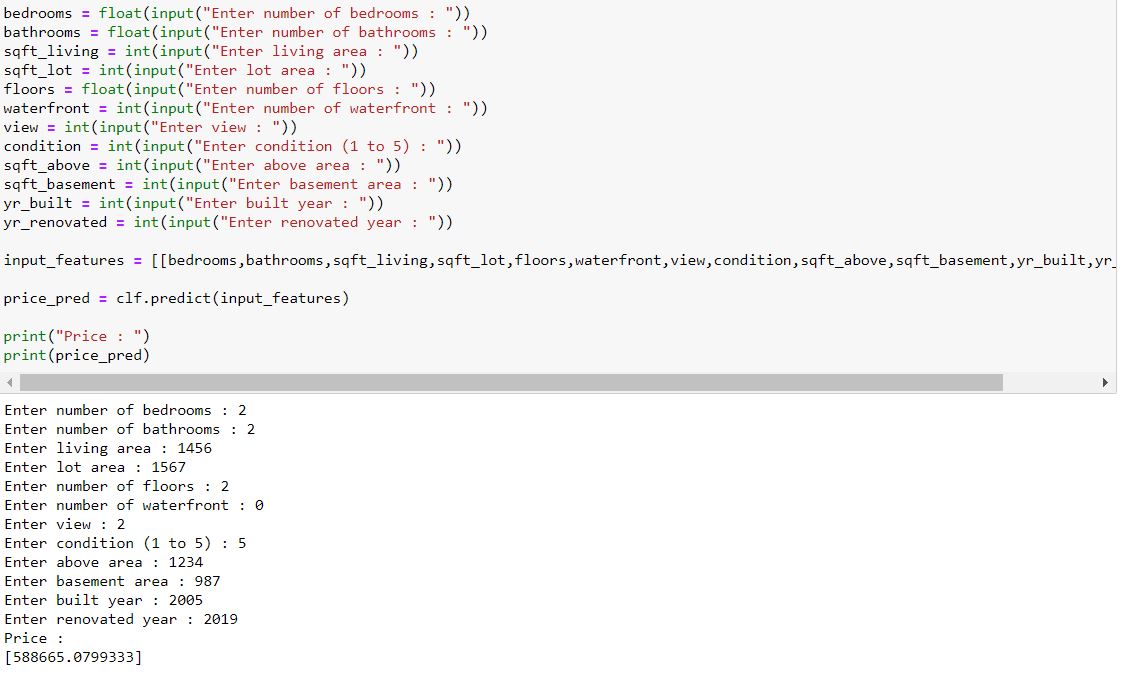 bedrooms = float(input("Enter number of bedrooms : "))
bathrooms = float(input("Enter number of bathrooms : "))
sqft_living = int(input("Enter living area : "))
sqft_lot = int(input("Enter lot area : "))
floors = float(input("Enter number of floors : "))
waterfront = int(input("Enter number of waterfront : "))
view = int(input("Enter view : "))
condition = int(input("Enter condition (1 to 5) : "))
sqft_above = int(input("Enter above area : "))
sqft_basement = int(input("Enter basement area : "))
yr_built = int(input("Enter built year : "))
yr_renovated = int(input("Enter renovated year : "))
input_features = [[bedrooms,bathrooms,sqft_living,sqft_lot,floors,waterfront,view,condition,sqft_above,sqft_basement,yr_built,yr_
price_pred = clf.predict(input_features)
print("Price : ")
print(price_pred)
Enter number of bedrooms : 2
Enter number of bathrooms : 2
Enter living area : 1456
Enter lot area : 1567
Enter number of floors : 2
Enter number of waterfront : 0
Enter view : 2
Enter condition (1 to 5) : 5
Enter above area : 1234
Enter basement area : 987
Enter built year : 2005
Enter renovated year : 2019
Price :
[588665.0799333]